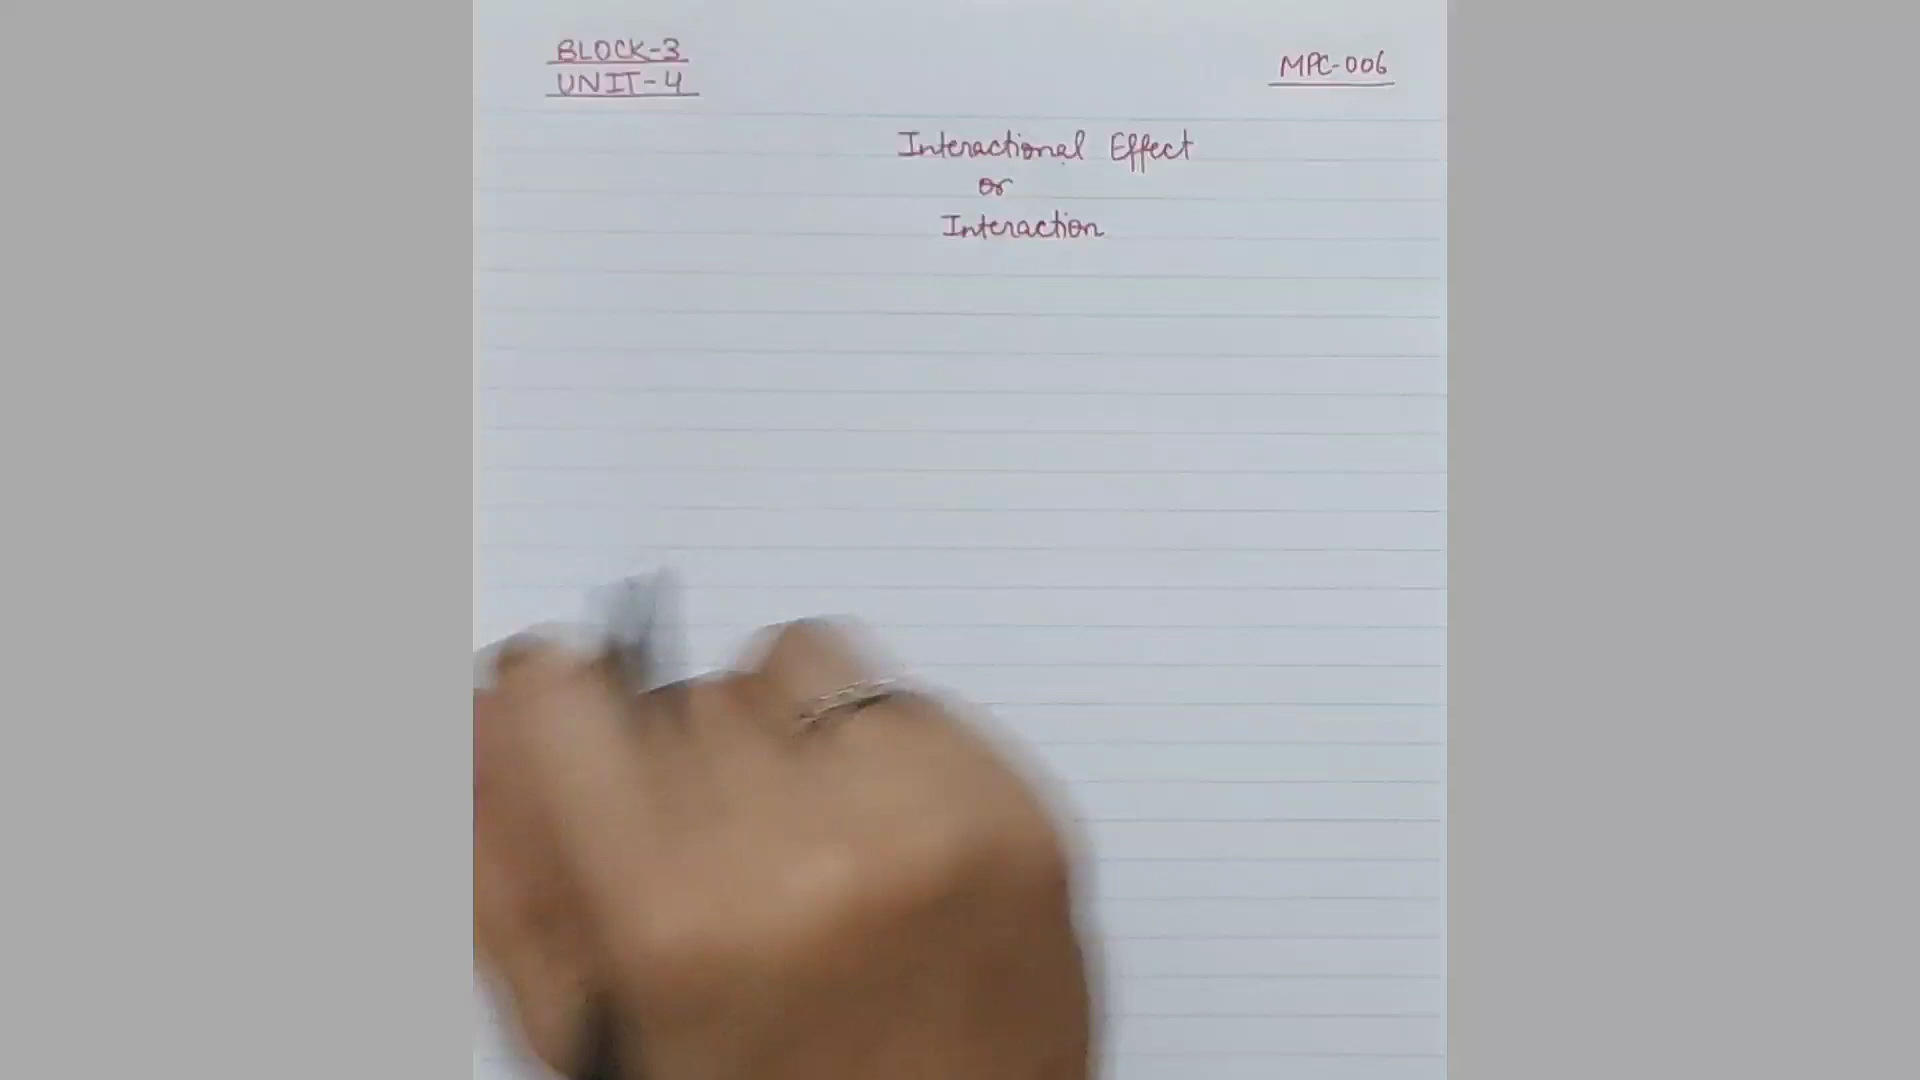 BLOCK-3
UNIT-4
MPC-006
Interactional Effect
or
Interaction